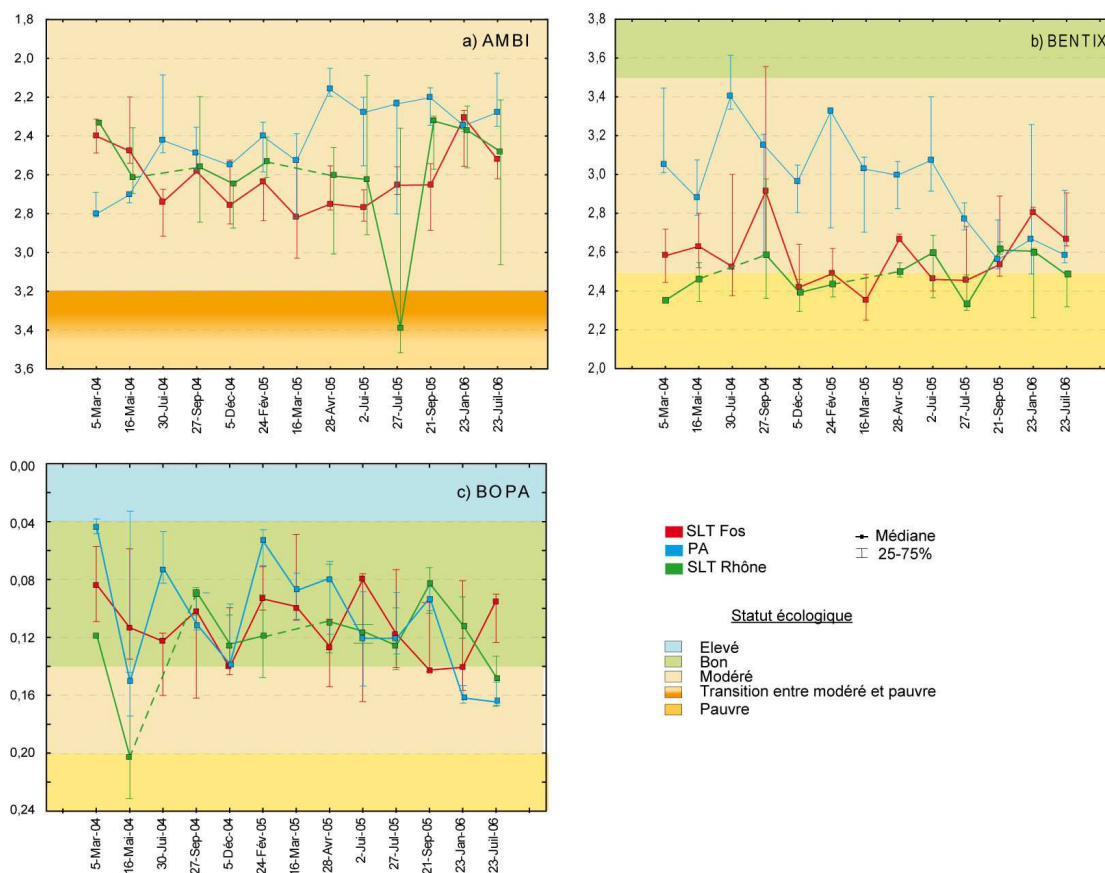 a) AMBI
1,8
2,0
2,2
2,4
2,6
2,8
3,0
3,2
3,4
3,6
5-Mar-04
16-Mai-04
30-Jui-04
27-Sep-04
5-Déc-04
24-Fév-05
16-Mar-05
28-Avr-05
2-Jui-05
27-Jul-05
21-Sep-05
23-Jan-06
23-Juil-06
b) BENTIX
3,8
3,6
3,4
3,2
3,0
2,8
2,6
2,4
2,2
2,0
5-Mar-04
16-Mai-04
30-Jui-04
27-Sep-04
5-Déc-04
24-Fév-05
16-Mar-05
28-Avr-05
2-Jui-05
27-Jul-05
21-Sep-05
23-Jan-06
23-Juil-06
c) BOPA
0,00
0,04
0,08
0,12
0,16
0,20
0,24
5-Mar-04
16-Mai-04
30-Jui-04
27-Sep-04
5-Déc-04
24-Fév-05
16-Mar-05
28-Avr-05
2-Jui-05
27-Jul-05
21-Sep-05
23-Jan-06
23-Juil-06
SLT Fos
PA
SLT Rhône
Médiane
25-75%
Statut écologique
Elevé
Bon
Modéré
Transition entre modéré et pauvre
Pauvre